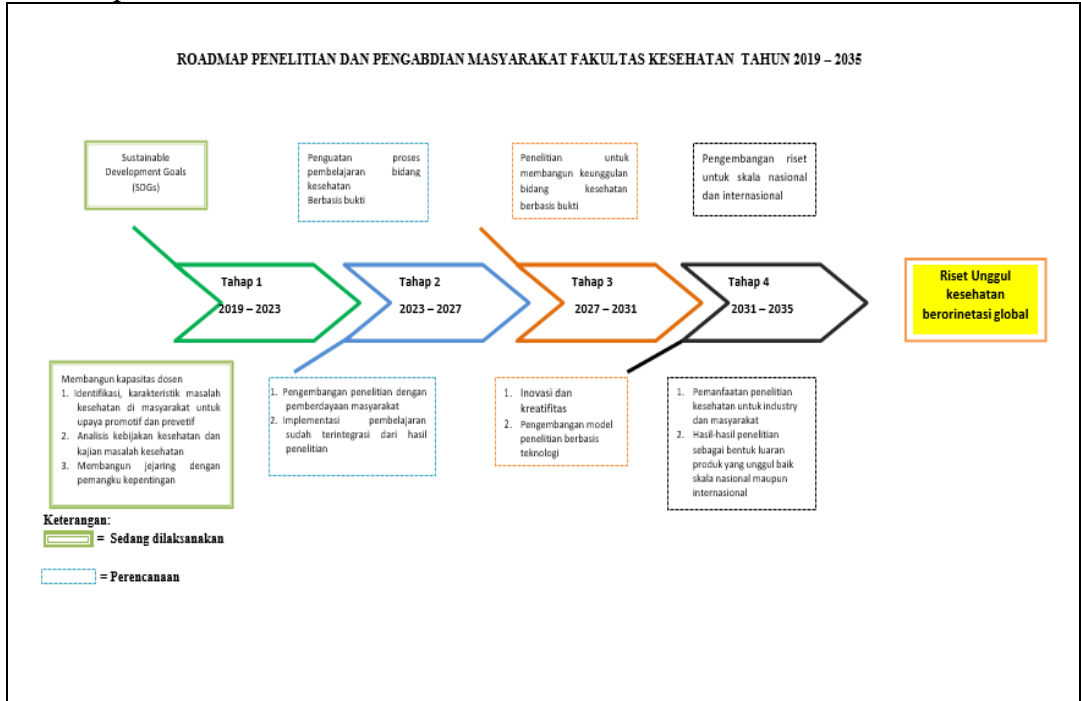 ROADMAP PENELITIAN DAN PENGABDIAN MASYARAKAT FAKULTAS KESEHATAN TAHUN 2019 – 2035
Sustainable
Development Goals
(SDGs)
Penguatan proses
pembelajaran bidang
kesehatan
Berbasis bukti
Penelitian untuk
membangun keunggulan
bidang kesehatan
berbasis bukti
Pengembangan riset
untuk skala nasional
dan internasional
Tahap 1
2019 – 2023
Tahap 2
2023 – 2027
Tahap 3
2027 – 2031
Tahap 4
2031 – 2035
Riset Unggul
kesehatan
berorinetasi global
Membangun kapasitas dosen
1. Identifikasi, karakteristik masalah
kesehatan di masyarakat untuk
upaya promotif dan prevetif
2. Analisis kebijakan kesehatan dan
kajian masalah kesehatan
3. Membangun jejaring dengan
pemangku kepentingan
1. Pengembangan penelitian dengan
pemberdayaan masyarakat
2. Implementasi pembelajaran
sudah terintegrasi dari hasil
penelitian
1. Inovasi dan
kreatifitas
2. Pengembangan model
penelitian berbasis
teknologi
1. Pemanfaatan penelitian
kesehatan untuk industry
dan masyarakat
2. Hasil-hasil penelitian
sebagai bentuk luaran
produk yang unggul baik
skala nasional maupun
internasional
Keterangan:
= Sedang dilaksanakan
= Perencanaan